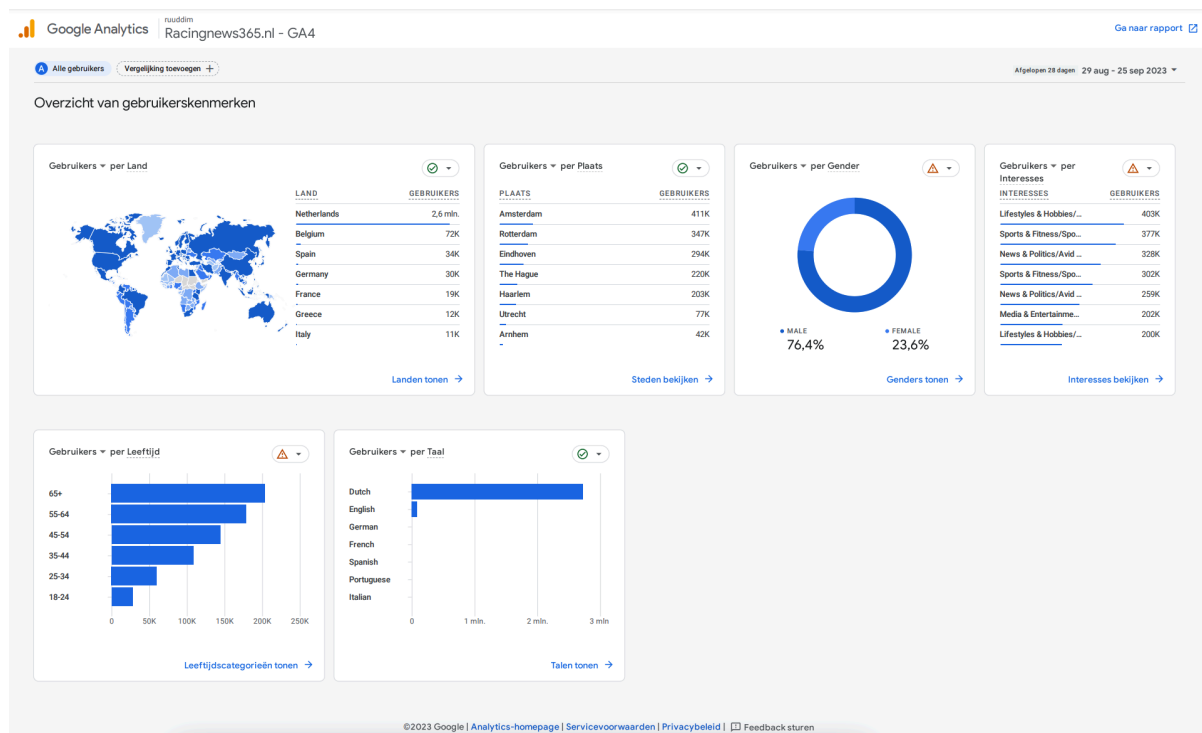 Google Analytics
ruuddim
Racingnews365.nl - GA4
Ga naar rapport
A Alle gebruikers
Vergelijking toevoegen +
Afgelopen 28 dagen 29 aug - 25 sep 2023
Overzicht van gebruikerskenmerken
Gebruikers per Land
LAND GEBRUIKERS
Netherlands 2,6 mln.
Belgium 72K
Spain 34K
Germany 30K
France 19K
Greece 12K
Italy 11K
Landen tonen
Gebruikers per Plaats
PLAATS GEBRUIKERS
Amsterdam 411K
Rotterdam 347K
Eindhoven 294K
The Hague 220K
Haarlem 203K
Utrecht 77K
Arnhem 42K
Steden bekijken
Gebruikers per Gender
MALE FEMALE
76,4% 23,6%
Genders tonen
Gebruikers per
Interesses
INTERESSES GEBRUIKERS
Lifestyles & Hobbies/... 403K
Sports & Fitness/Spo... 377K
News & Politics/Avid ... 328K
Sports & Fitness/Spo... 302K
News & Politics/Avid ... 259K
Media & Entertainme... 202K
Lifestyles & Hobbies/... 200K
Interesses bekijken
Gebruikers per Leeftijd
65+
55-64
45-54
35-44
25-34
18-24
0 50K 100K 150K 200K 250K
Leeftijdscategorieën tonen
Gebruikers per Taal
Dutch
English
German
French
Spanish
Portuguese
Italian
0 1 mln. 2 mln. 3 mln
Talen tonen
©2023 Google | Analytics-homepage | Servicevoorwaarden | Privacybeleid | Feedback sturen